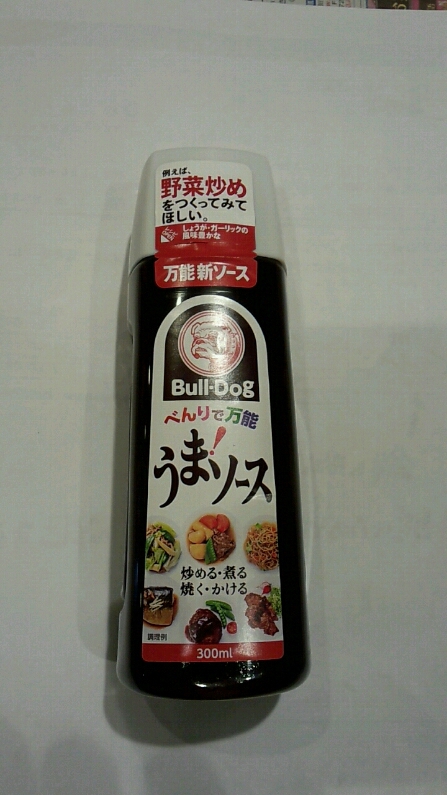 例えば、
野菜炒め
をつくってみて
ほしい。
しょうが・ガーリックの
風味豊かな
万能新ソース
Bull-Dog
べんりで万能
うま!ソース
炒める・煮る
焼く・かける
調理例
300ml